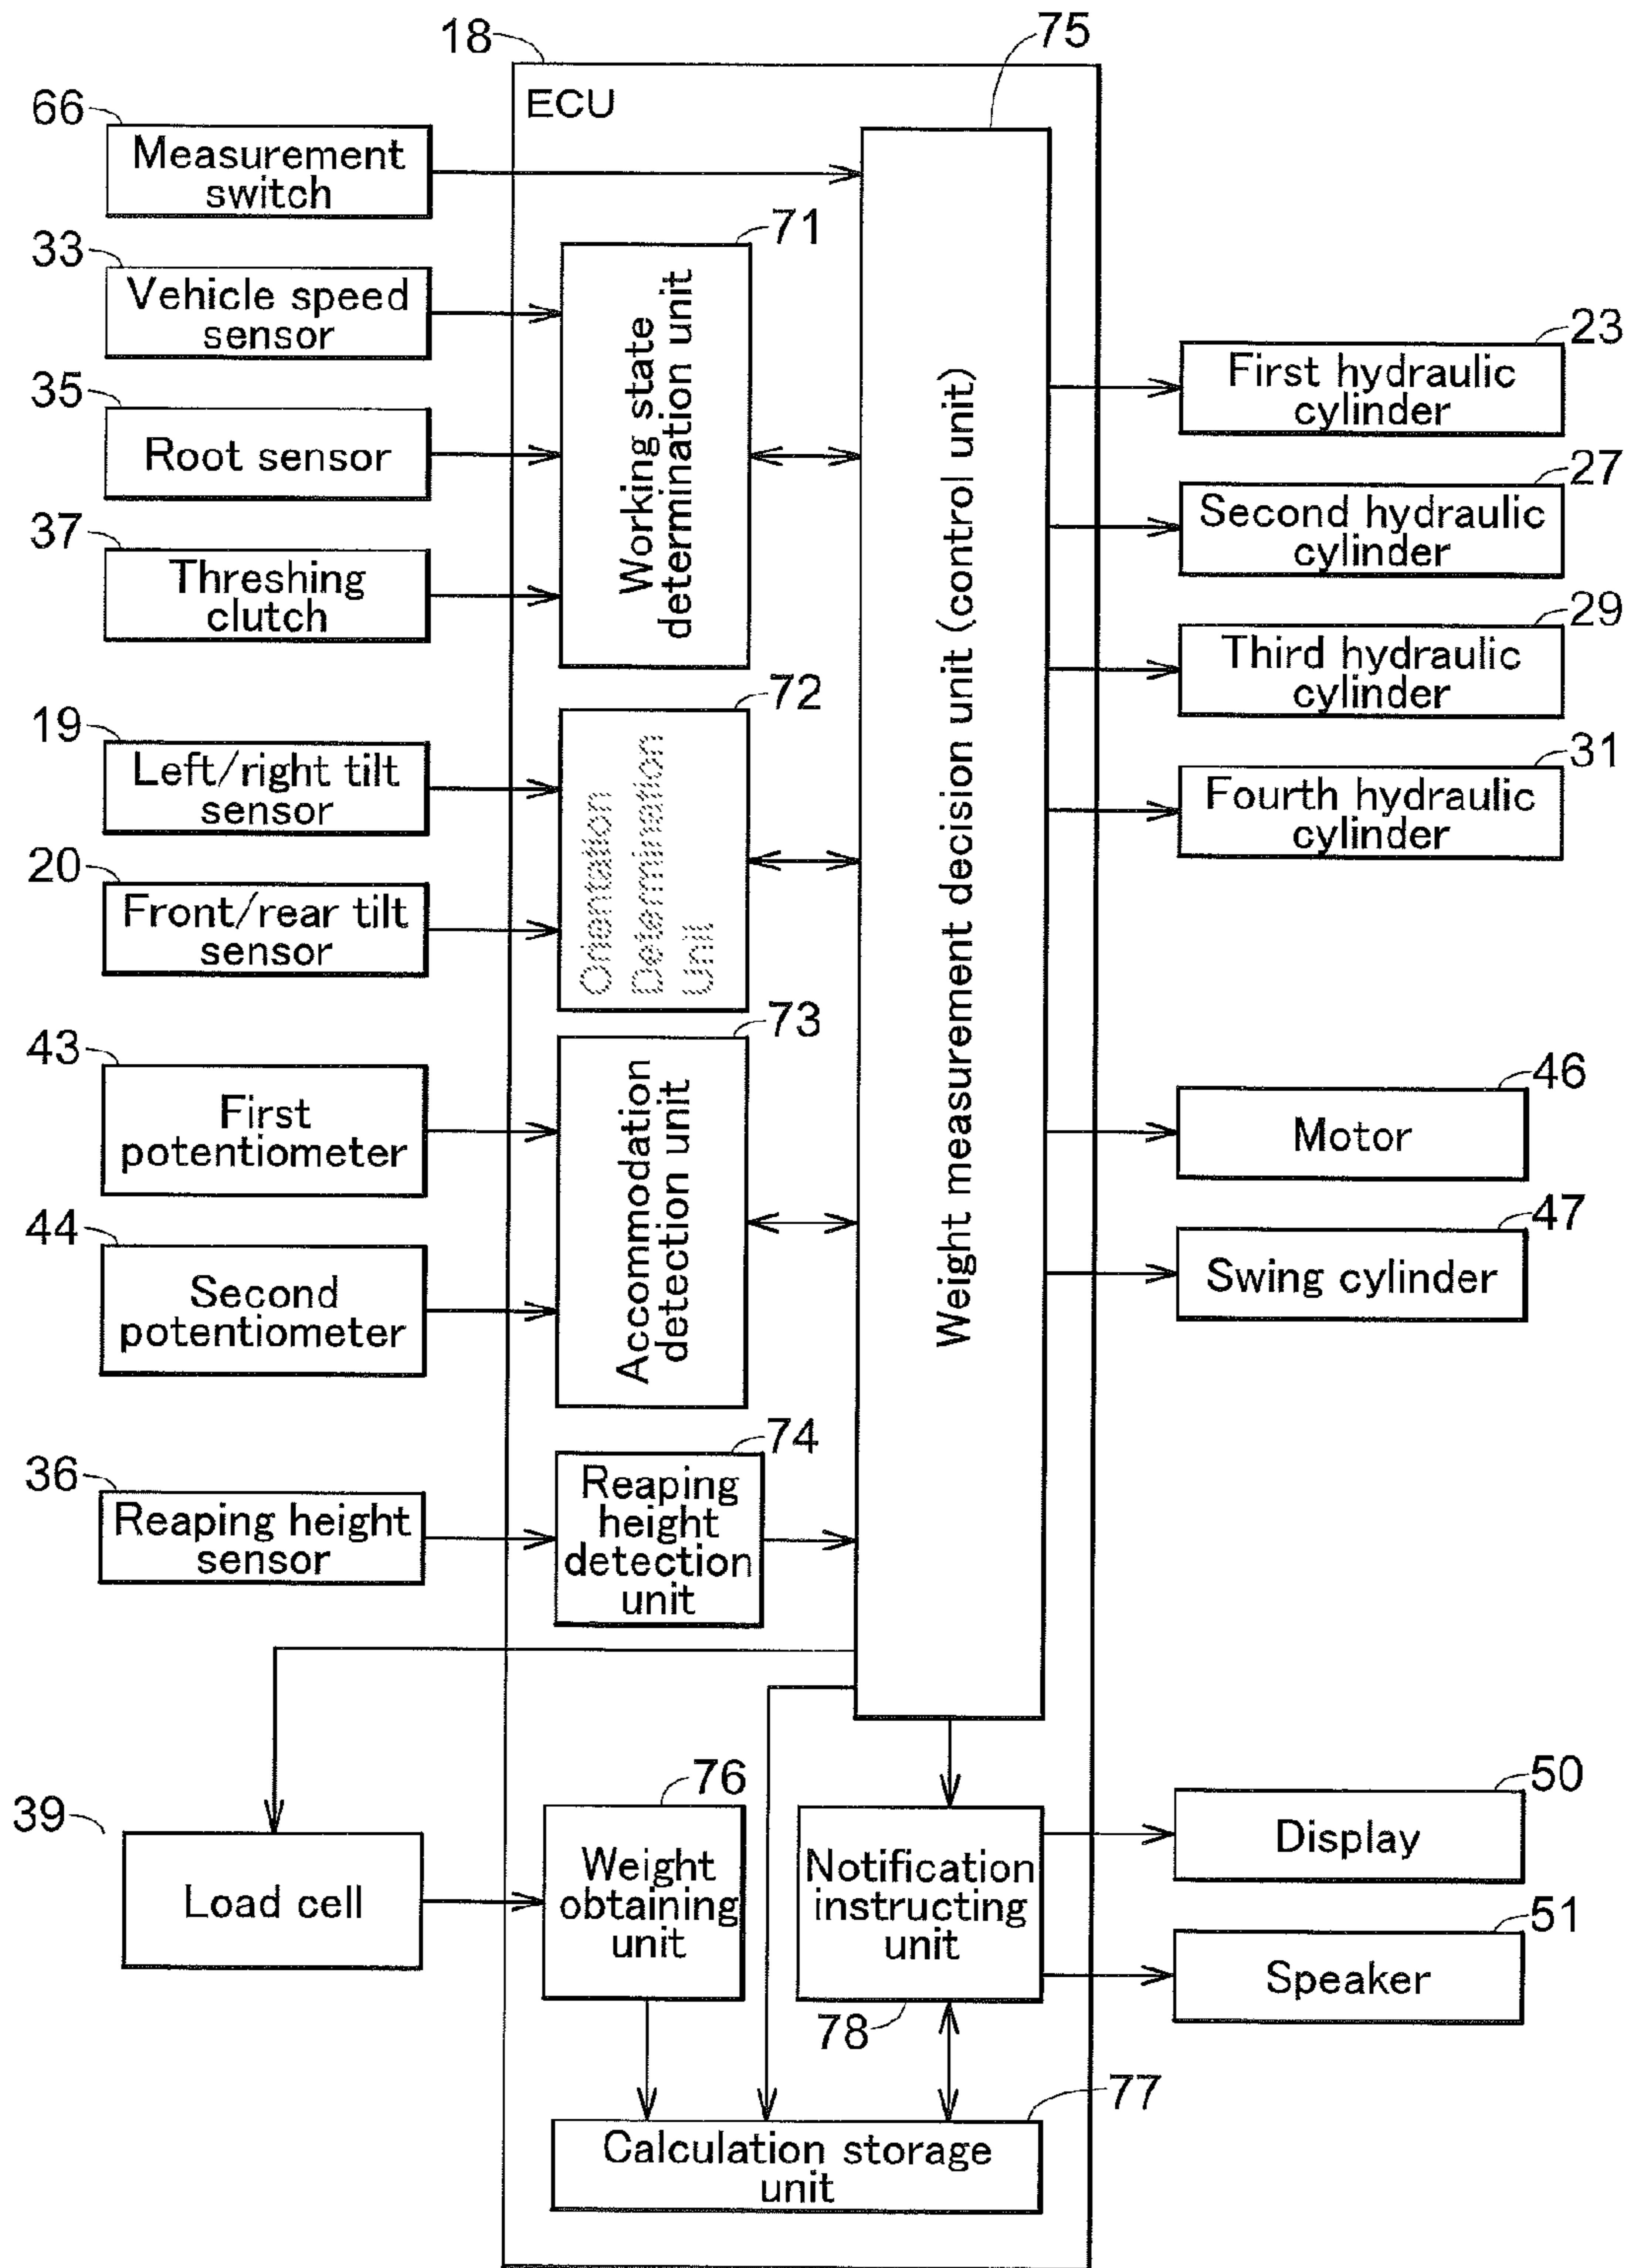 18
75
ECU
66
Measurement
switch
71
33
Vehicle speed
sensor
Working state
determination unit
35
Root sensor
37
Threshing
clutch
72
19
Left/right tilt
sensor
Orientation
Determination
Unit
20
Front/rear tilt
sensor
73
43
First
potentiometer
Accommodation
detection unit
44
Second
potentiometer
74
36
Reaping height
sensor
Reaping
height
detection
unit
Weight measurement decision unit (control unit)
23
First hydraulic
cylinder
27
Second hydraulic
cylinder
29
Third hydraulic
cylinder
31
Fourth hydraulic
cylinder
46
Motor
47
Swing cylinder
39
Load cell
76
Weight
obtaining
unit
Notification
instructing
unit
78
50
Display
51
Speaker
77
Calculation storage
unit